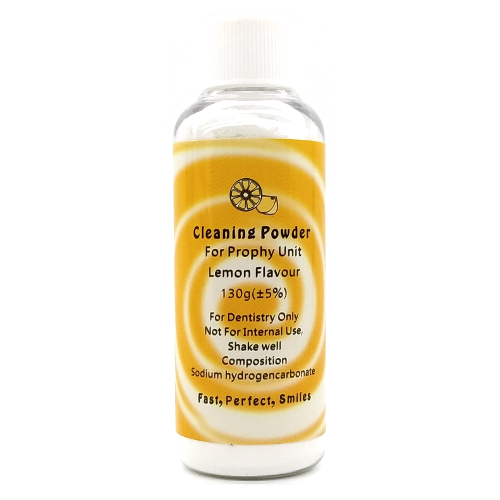 Cleaning Powder
For Prophy Unit
Lemon Flavour
130g(±5%)
For Dentistry Only
Not For Internal Use,
Shake well
Composition
Sodium hydrogencarbonate
Fast, Perfect, Smiles